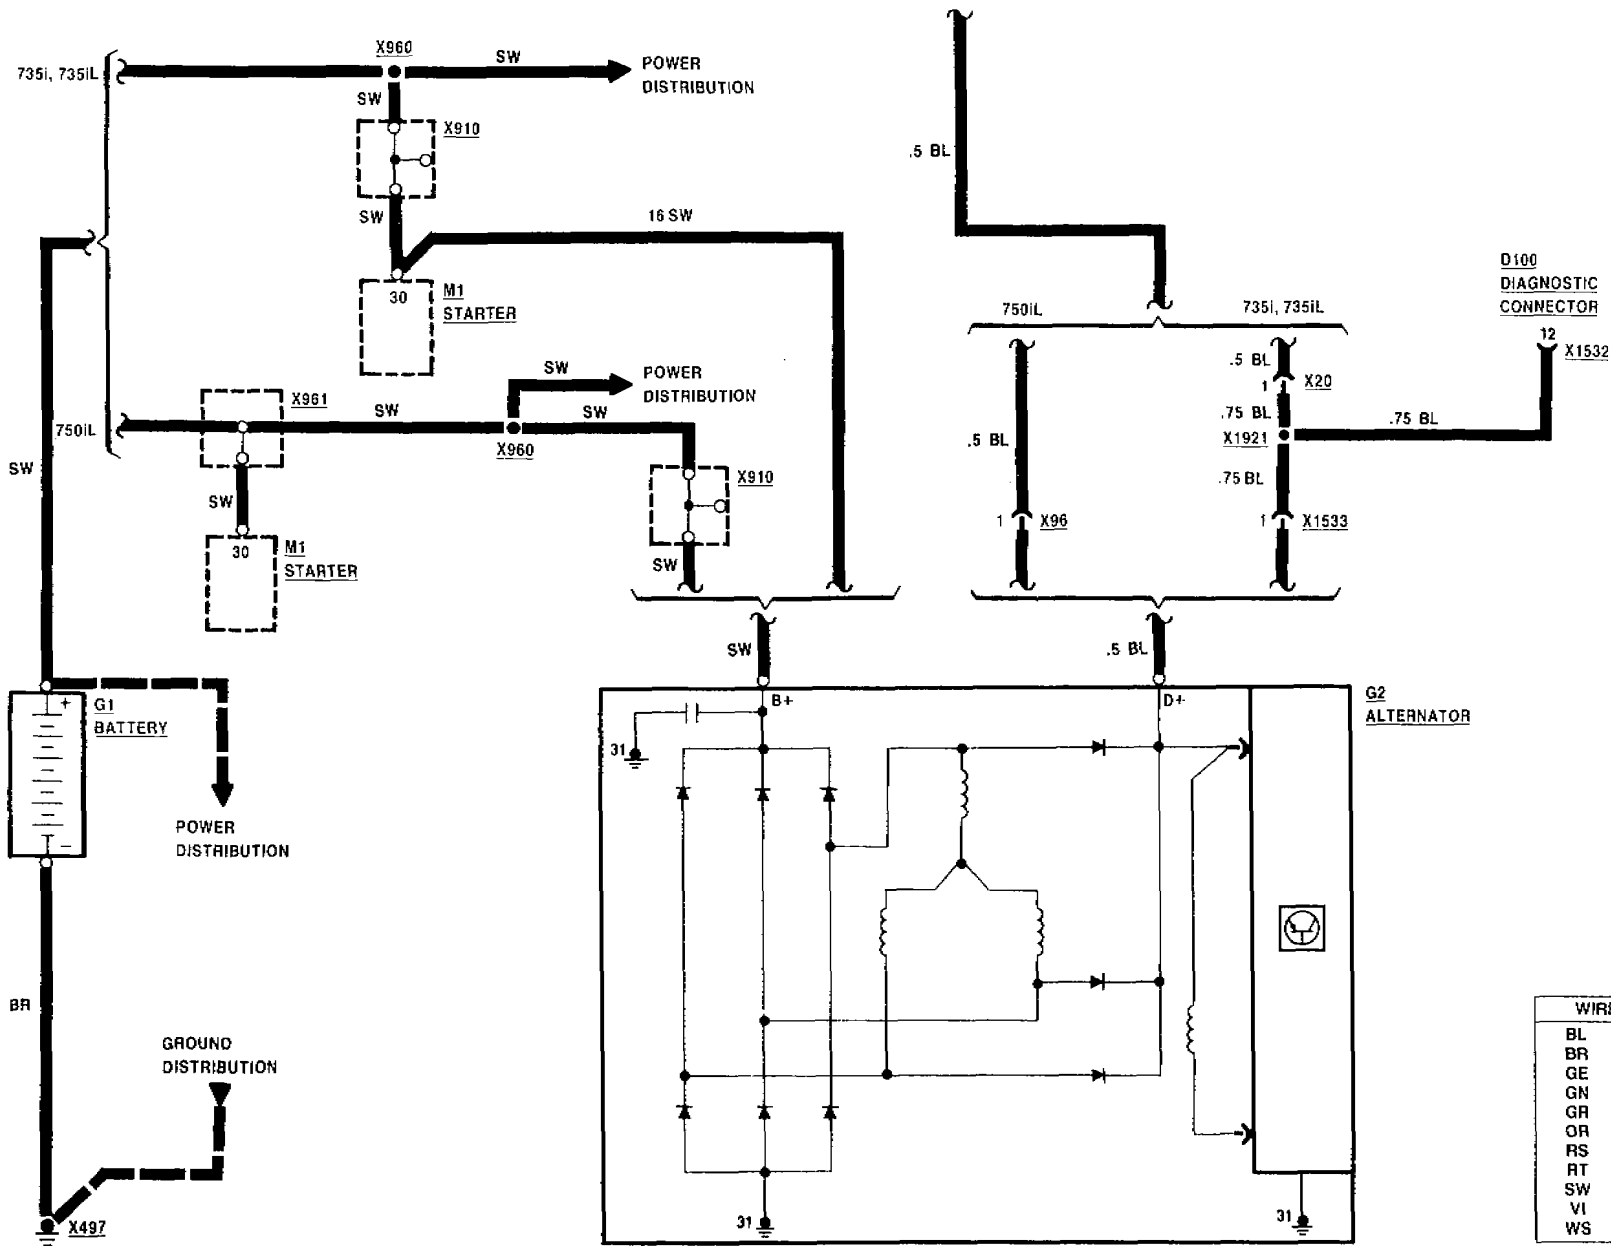 735i, 735iL
X960
SW
POWER
DISTRIBUTION
SW
X910
SW
16 SW
30
M1
STARTER
SW
POWER
DISTRIBUTION
750iL
X961
SW
SW
X960
SW
SW
30
M1
STARTER
X910
SW
.5 BL
750iL
735i, 735iL
.5 BL
1
X20
.75 BL
X1921
.75 BL
D100
DIAGNOSTIC
CONNECTOR
12
X1532
.5 BL
.75 BL
1
X96
1
X1533
SW
.5 BL
+
G1
BATTERY
-
POWER
DISTRIBUTION
B+
D+
G2
ALTERNATOR
31
BR
GROUND
DISTRIBUTION
X497
31
31
WIR
BL
BR
GE
GN
GR
OR
RS
RT
SW
VI
WS